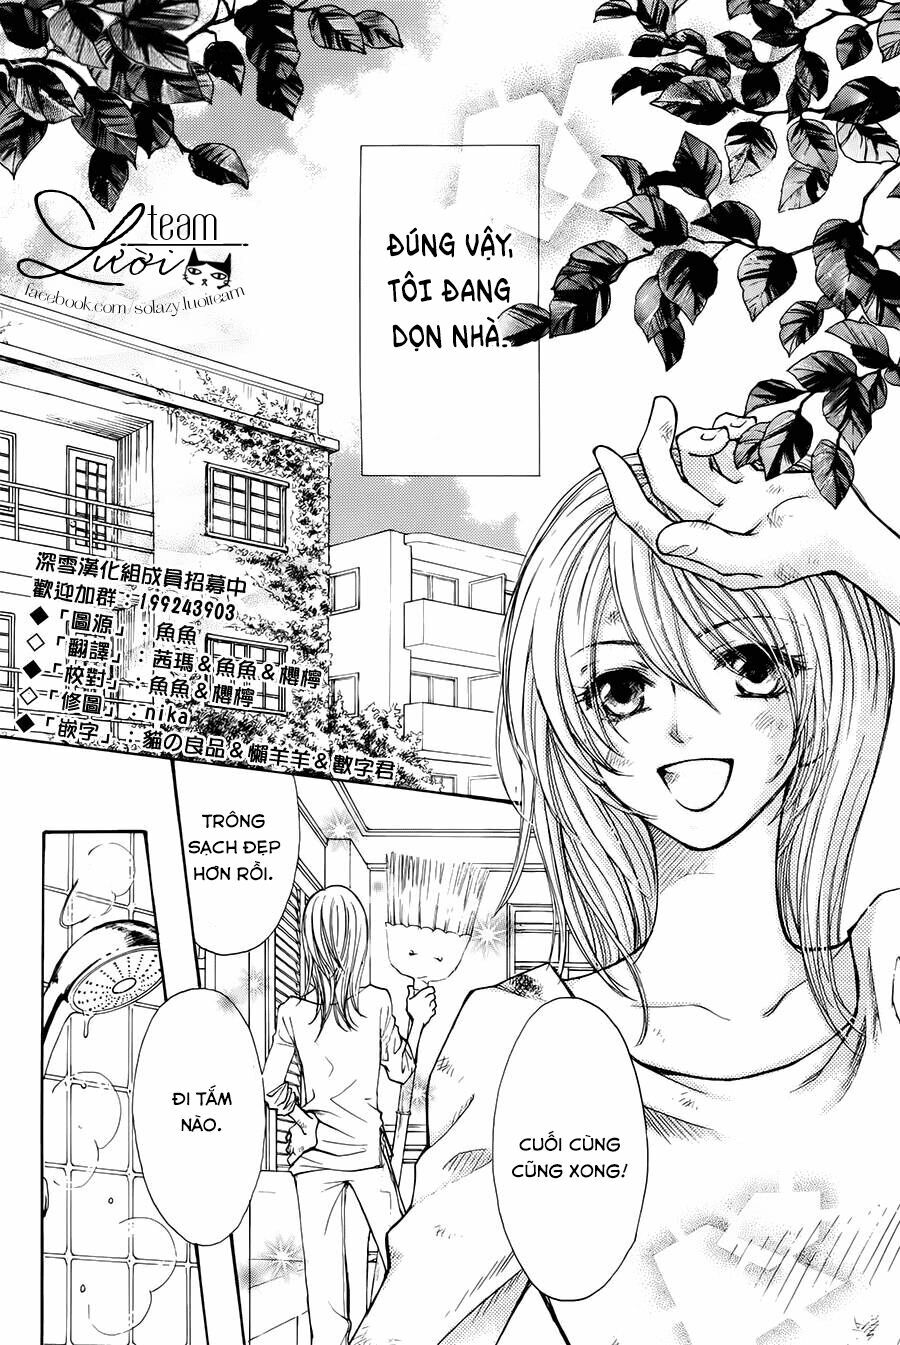 team
Lười
facebook.com/solazy.luoiteam
ĐÚNG VẬY,
TÔI ĐANG
DỌN NHÀ.
深雪漢化組成員招募中
歡迎加群：199243903
◆「圖源」：魚魚
◇「翻譯」：茜瑪＆魚魚＆櫻檸
◆「校對」：魚魚＆櫻檸
◇「修圖」：nika
◆「嵌字」：貓の良品＆懶羊羊＆數字君
CUỐI CÙNG
CŨNG XONG!
TRÔNG
SẠCH ĐẸP
HƠN RỒI.
ĐI TẮM
NÀO.